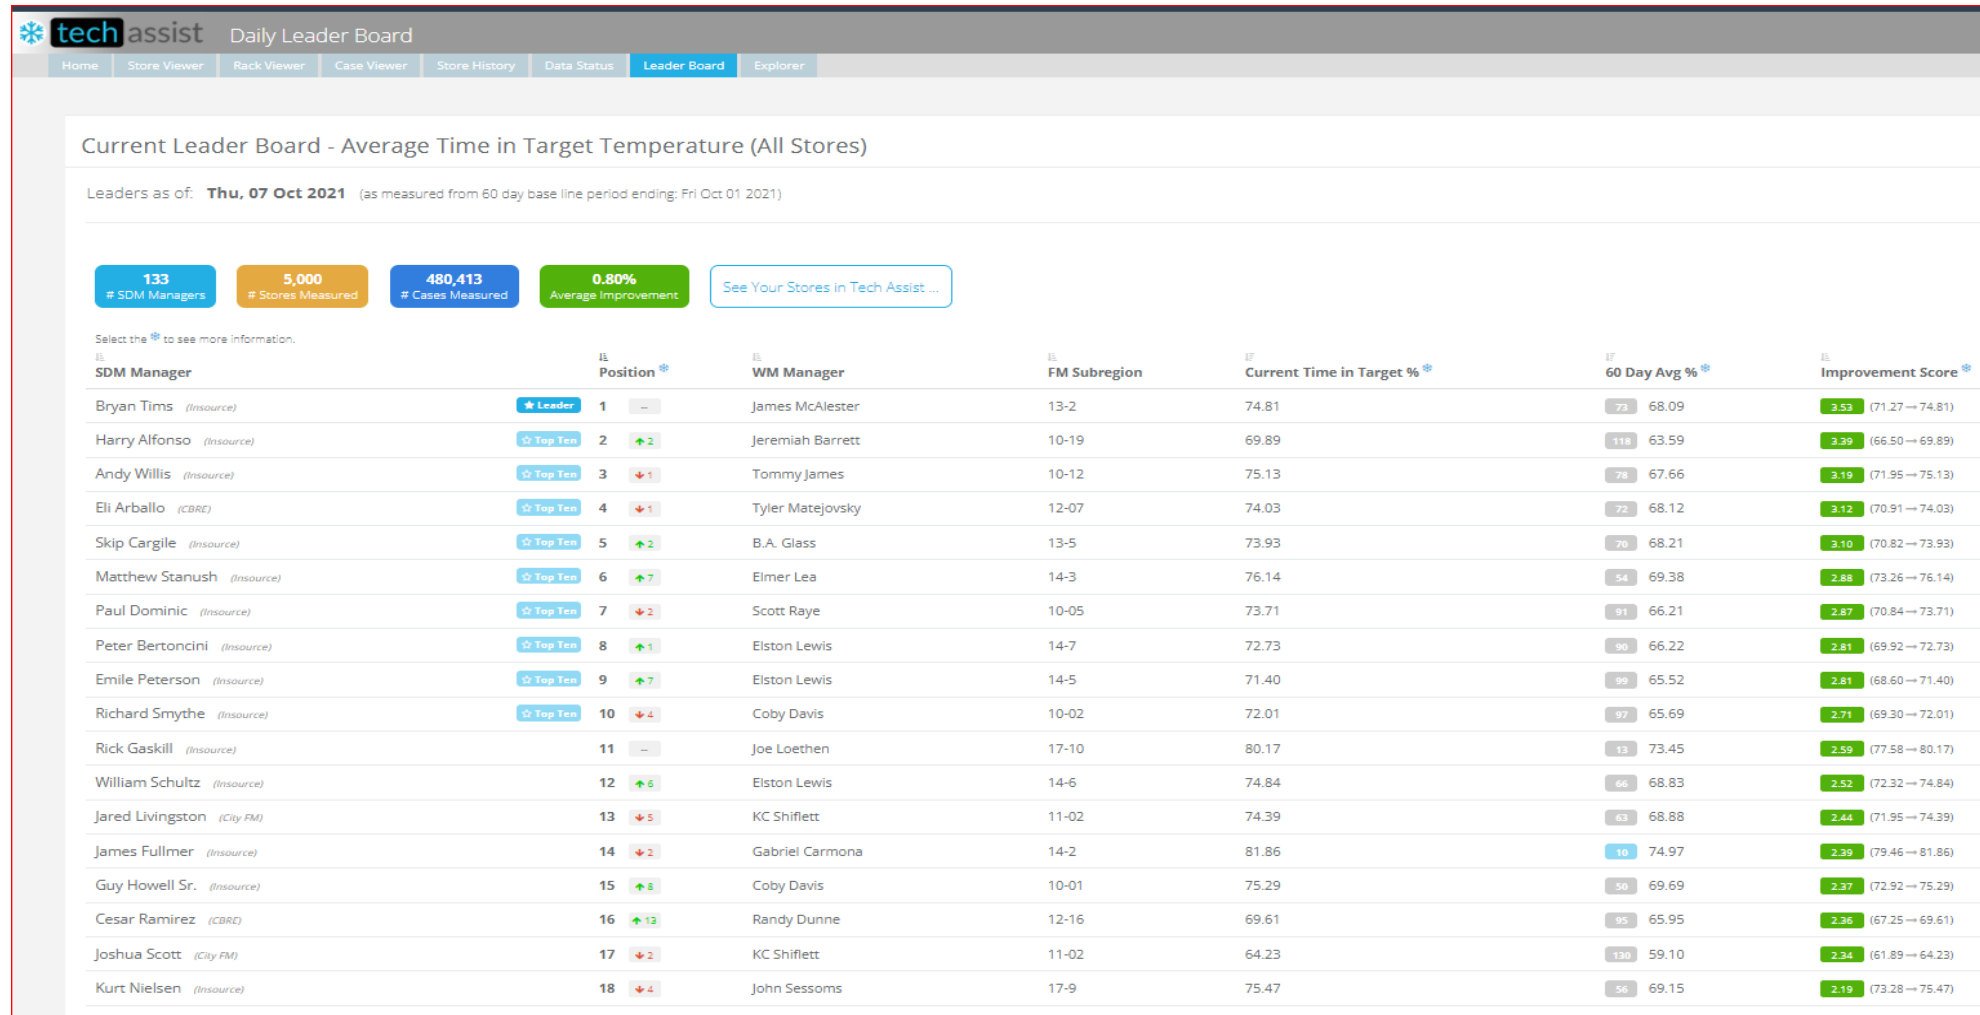 tech assist Daily Leader Board
Home Store Viewer Rack Viewer Case Viewer Store History Data Status Leader Board Explorer
Current Leader Board - Average Time in Target Temperature (All Stores)
Leaders as of: Thu, 07 Oct 2021 (as measured from 60 day base line period ending: Fri Oct 01 2021)
133 5,000 480,413 0.80%
# SDM Managers # Stores Measured # Cases Measured Average Improvement See Your Stores in Tech Assist ...
Select the ❄ to see more information.
SDM Manager Position WM Manager FM Subregion Current Time in Target % 60 Day Avg % Improvement Score
Bryan Tims (Insource) ★ Leader 1 – James McAlester 13-2 74.81 73 68.09 3.53 (71.27→74.81)
Harry Alfonso (Insource) ☆ Top Ten 2 ↑2 Jeremiah Barrett 10-19 69.89 118 63.59 3.39 (66.50→69.89)
Andy Willis (Insource) ☆ Top Ten 3 ↓1 Tommy James 10-12 75.13 78 67.66 3.19 (71.95→75.13)
Eli Arballo (CBRE) ☆ Top Ten 4 ↓1 Tyler Matejovsky 12-07 74.03 72 68.12 3.12 (70.91→74.03)
Skip Cargile (Insource) ☆ Top Ten 5 ↑2 B.A. Glass 13-5 73.93 70 68.21 3.10 (70.82→73.93)
Matthew Stanush (Insource) ☆ Top Ten 6 ↑7 Elmer Lea 14-3 76.14 54 69.38 2.88 (73.26→76.14)
Paul Dominic (Insource) ☆ Top Ten 7 ↓2 Scott Raye 10-05 73.71 91 66.21 2.87 (70.84→73.71)
Peter Bertoncini (Insource) ☆ Top Ten 8 ↑1 Elston Lewis 14-7 72.73 90 66.22 2.81 (69.92→72.73)
Emile Peterson (Insource) ☆ Top Ten 9 ↑7 Elston Lewis 14-5 71.40 99 65.52 2.81 (68.60→71.40)
Richard Smythe (Insource) ☆ Top Ten 10 ↓4 Coby Davis 10-02 72.01 97 65.69 2.71 (69.30→72.01)
Rick Gaskill (Insource) 11 – Joe Loethen 17-10 80.17 13 73.45 2.59 (77.58→80.17)
William Schultz (Insource) 12 ↑6 Elston Lewis 14-6 74.84 66 68.83 2.52 (72.32→74.84)
Jared Livingston (City FM) 13 ↓5 KC Shiflett 11-02 74.39 63 68.88 2.44 (71.95→74.39)
James Fullmer (Insource) 14 ↓2 Gabriel Carmona 14-2 81.86 10 74.97 2.39 (79.46→81.86)
Guy Howell Sr. (Insource) 15 ↑8 Coby Davis 10-01 75.29 50 69.69 2.37 (72.92→75.29)
Cesar Ramirez (CBRE) 16 ↑13 Randy Dunne 12-16 69.61 95 65.95 2.36 (67.25→69.61)
Joshua Scott (City FM) 17 ↓2 KC Shiflett 11-02 64.23 130 59.10 2.34 (61.89→64.23)
Kurt Nielsen (Insource) 18 ↓4 John Sessoms 17-9 75.47 56 69.15 2.19 (73.28→75.47)